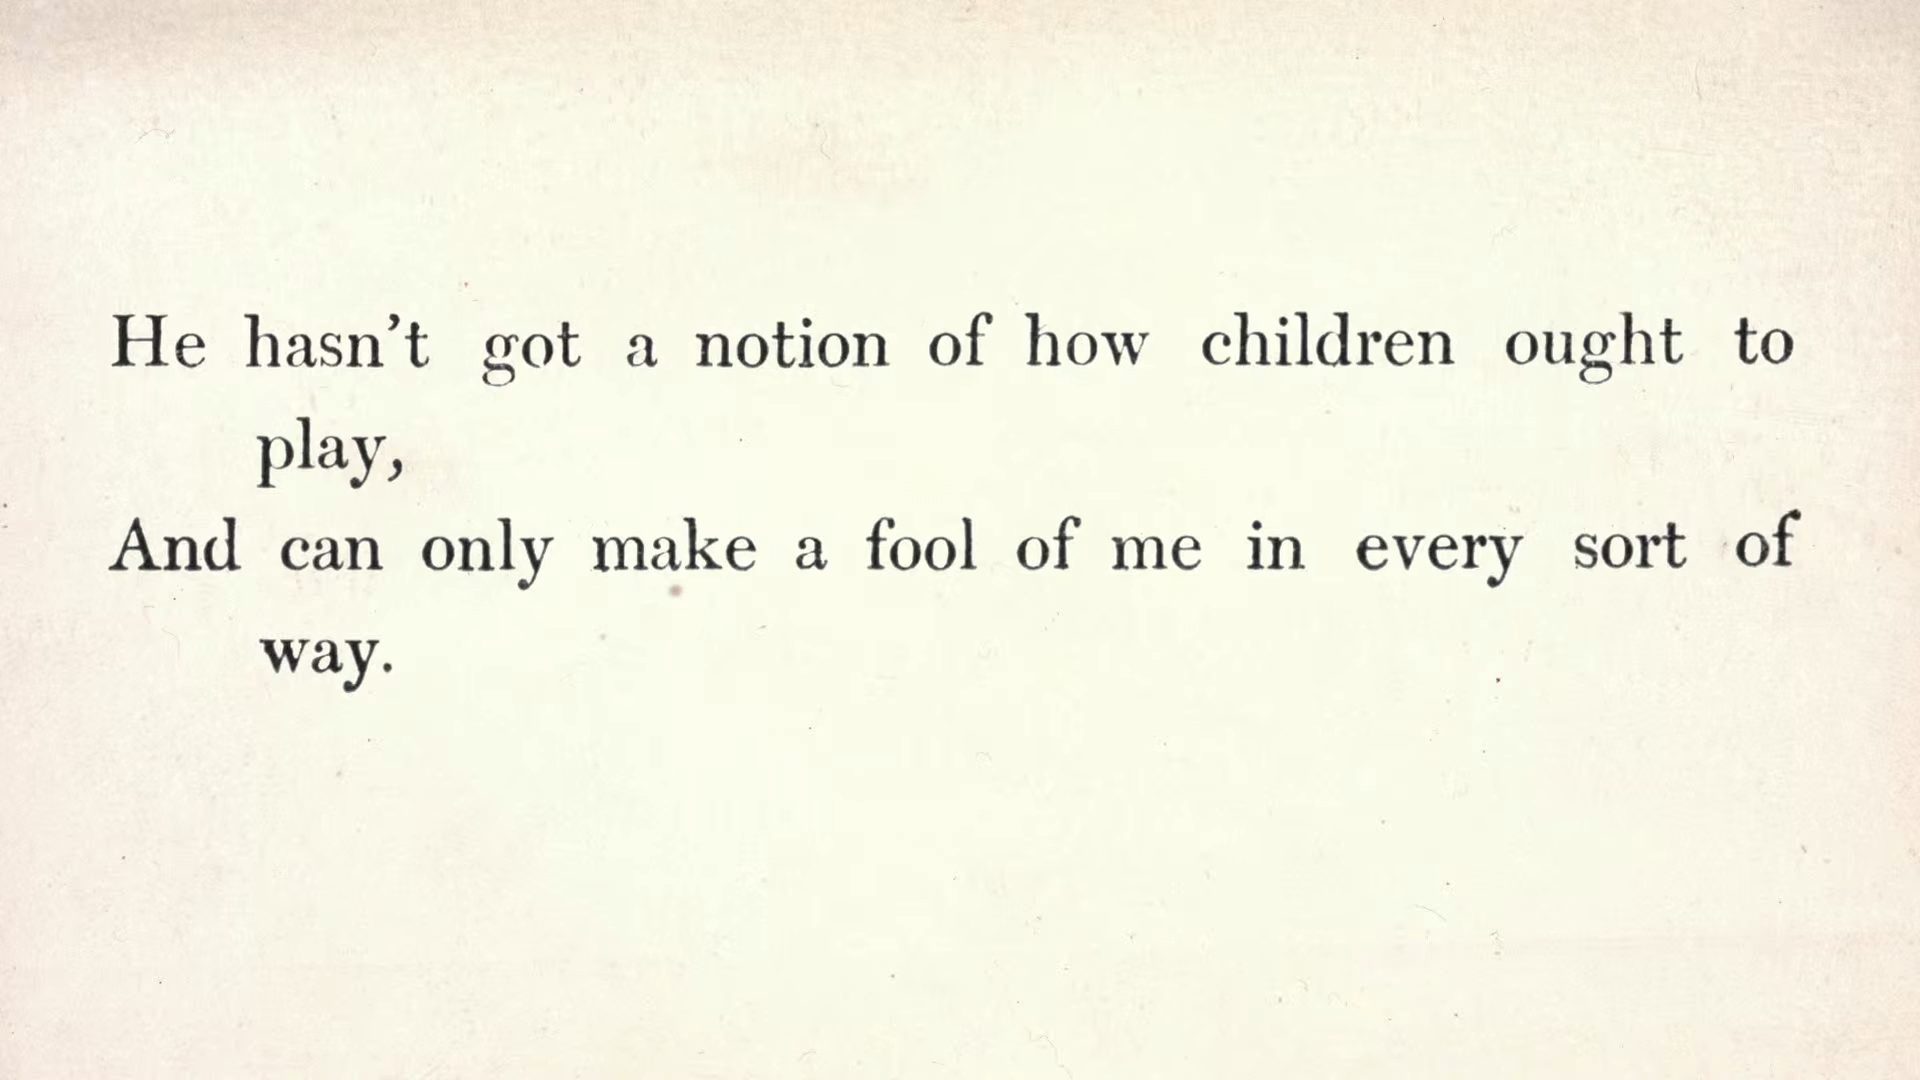 He hasn’t got a notion of how children ought to
play,
And can only make a fool of me in every sort of
way.